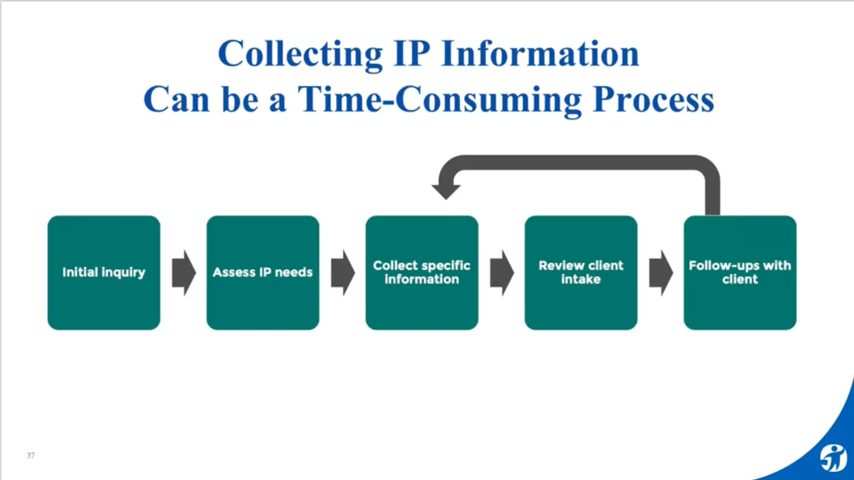 Collecting IP Information
Can be a Time-Consuming Process
Initial inquiry
Assess IP needs
Collect specific
information
Review client
intake
Follow-ups with
client
37